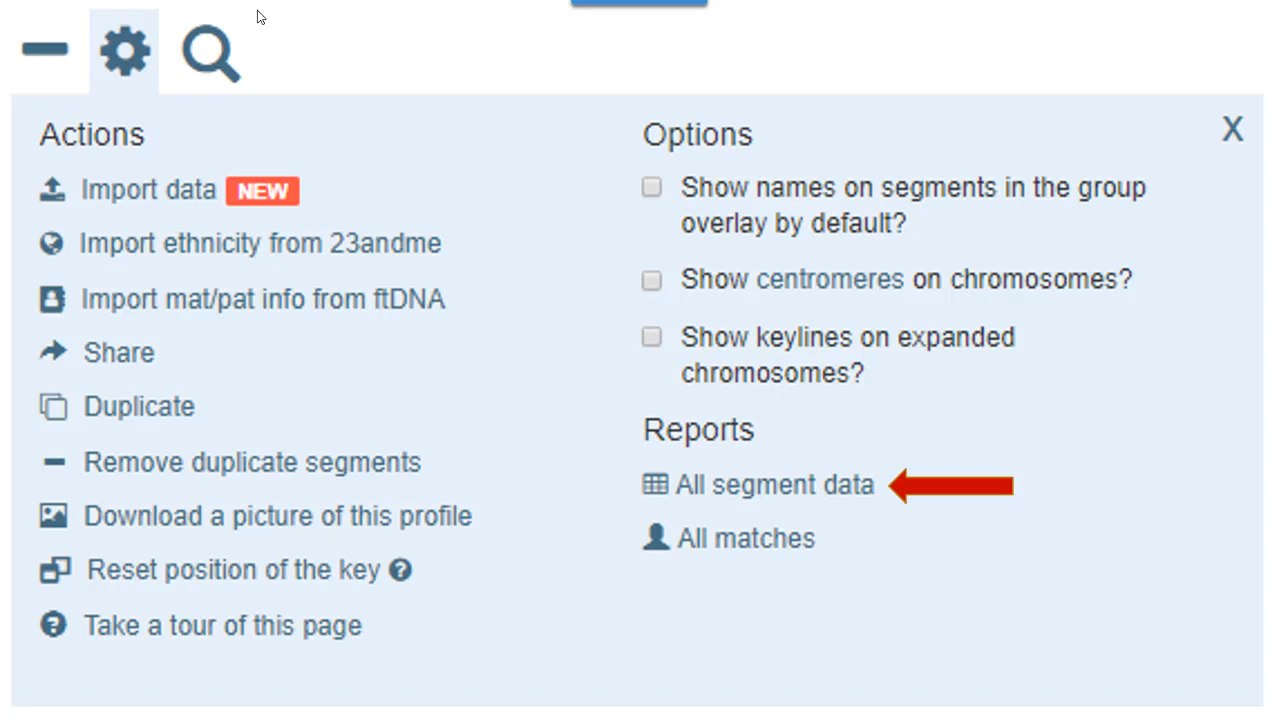 Actions
Import data NEW
Import ethnicity from 23andme
Import mat/pat info from ftDNA
Share
Duplicate
Remove duplicate segments
Download a picture of this profile
Reset position of the key ?
? Take a tour of this page
Options
X
Show names on segments in the group
overlay by default?
Show centromeres on chromosomes?
Show keylines on expanded
chromosomes?
Reports
All segment data
All matches